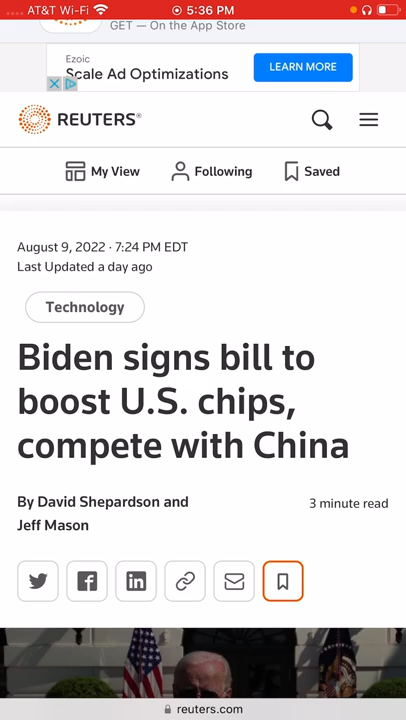 AT&T Wi-Fi 5:36 PM
GET — On the App Store
Ezoic
Scale Ad Optimizations
LEARN MORE
REUTERS®
My View Following Saved
August 9, 2022 · 7:24 PM EDT
Last Updated a day ago
Technology
Biden signs bill to
boost U.S. chips,
compete with China
By David Shepardson and
Jeff Mason
3 minute read
reuters.com